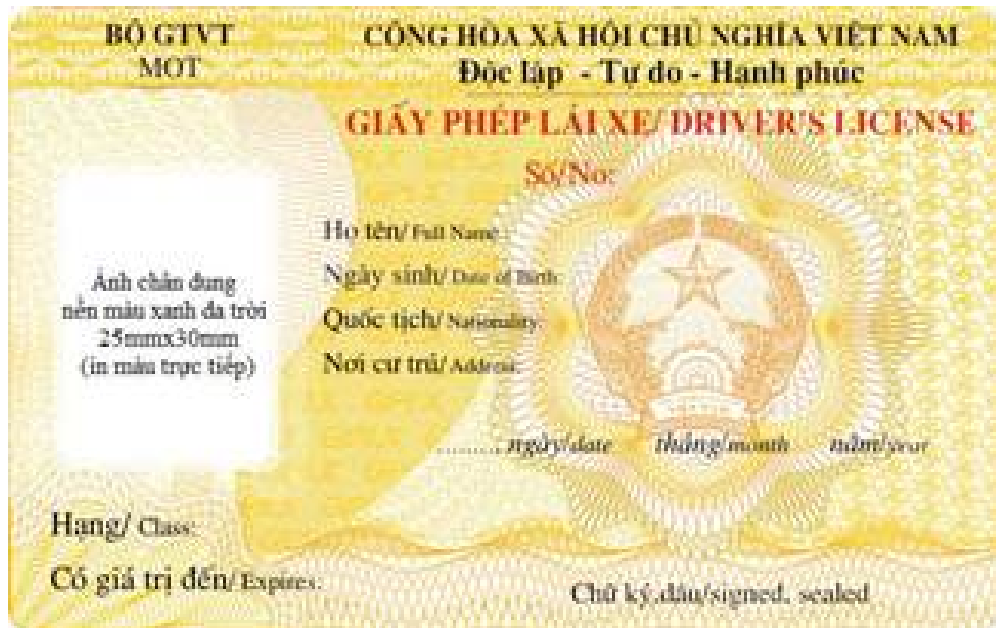 BỘ GTVT
MOT
CỘNG HÒA XÃ HỘI CHỦ NGHĨA VIỆT NAM
Độc lập - Tự do - Hạnh phúc
GIẤY PHÉP LÁI XE/ DRIVER'S LICENSE
Số/No:
Ảnh chân dung
nền màu xanh da trời
25mmx30mm
(in màu trực tiếp)
Họ tên/ Full Name :
Ngày sinh/ Date of Birth:
Quốc tịch/ Nationality:
Nơi cư trú/ Address:
.......... ngày/date tháng/month năm/year
Hạng/ Class:
Có giá trị đến/ Expires:
Chữ ký,dấu/signed, sealed